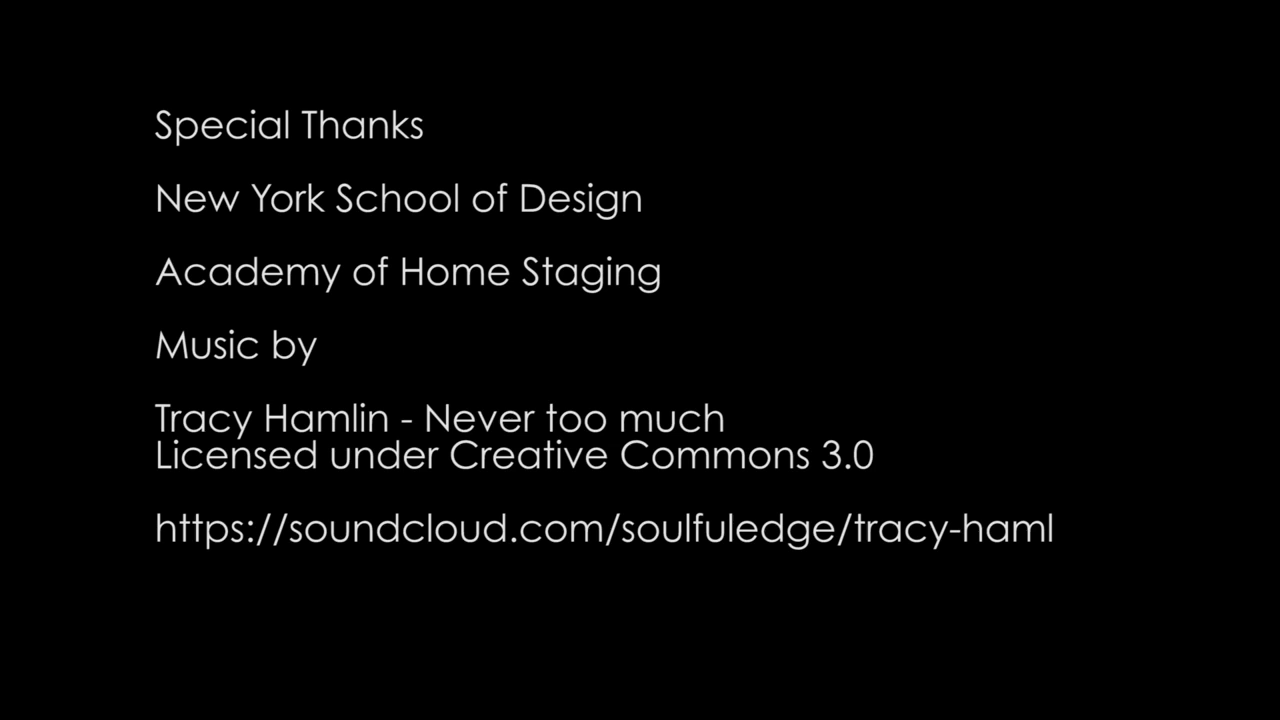 Special Thanks
New York School of Design
Academy of Home Staging
Music by
Tracy Hamlin - Never too much
Licensed under Creative Commons 3.0
https://soundcloud.com/soulfuledge/tracy-haml